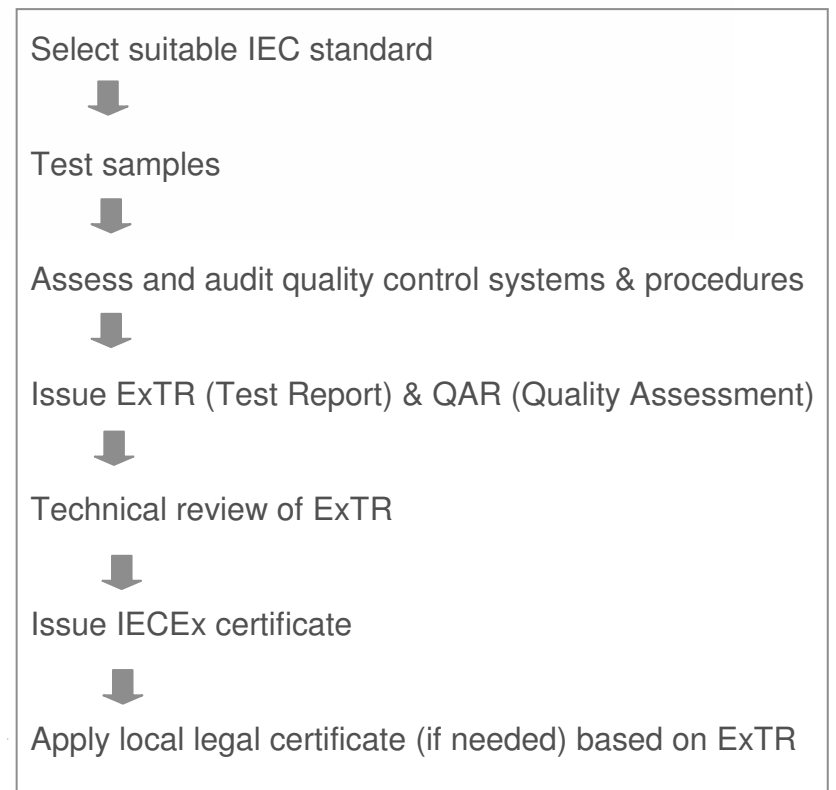 Select suitable IEC standard
Test samples
Assess and audit quality control systems & procedures
Issue ExTR (Test Report) & QAR (Quality Assessment)
Technical review of ExTR
Issue IECEx certificate
Apply local legal certificate (if needed) based on ExTR